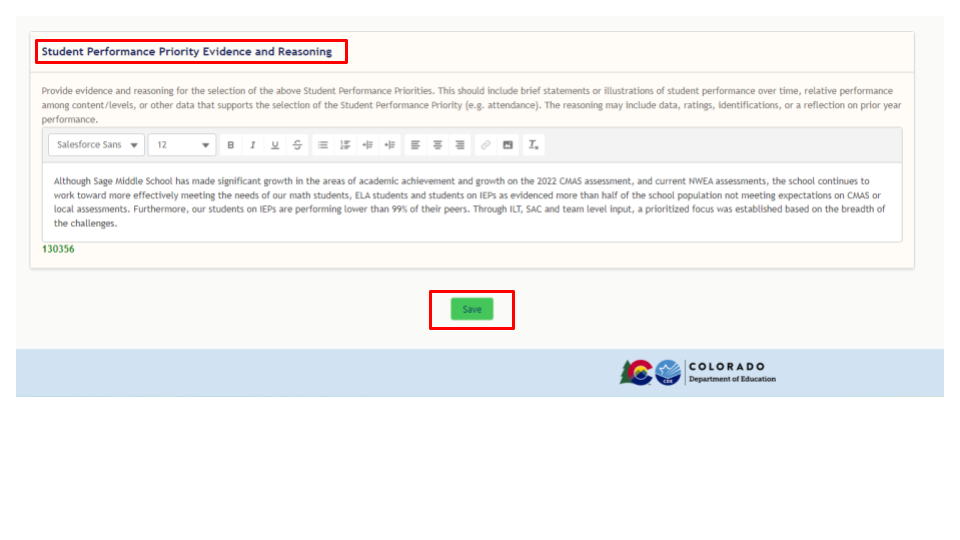 Student Performance Priority Evidence and Reasoning
Provide evidence and reasoning for the selection of the above Student Performance Priorities. This should include brief statements or illustrations of student performance over time, relative performance
among content/levels, or other data that supports the selection of the Student Performance Priority (e.g. attendance). The reasoning may include data, ratings, identifications, or a reflection on prior year
performance.
Salesforce Sans 12 B I U S
Although Sage Middle School has made significant growth in the areas of academic achievement and growth on the 2022 CMAS assessment, and current NWEA assessments, the school continues to
work toward more effectively meeting the needs of our math students, ELA students and students on IEPs as evidenced more than half of the school population not meeting expectations on CMAS or
local assessments. Furthermore, our students on IEPs are performing lower than 99% of their peers. Through ILT, SAC and team level input, a prioritized focus was established based on the breadth of
the challenges.
130356
Save
CDE
COLORADO
Department of Education